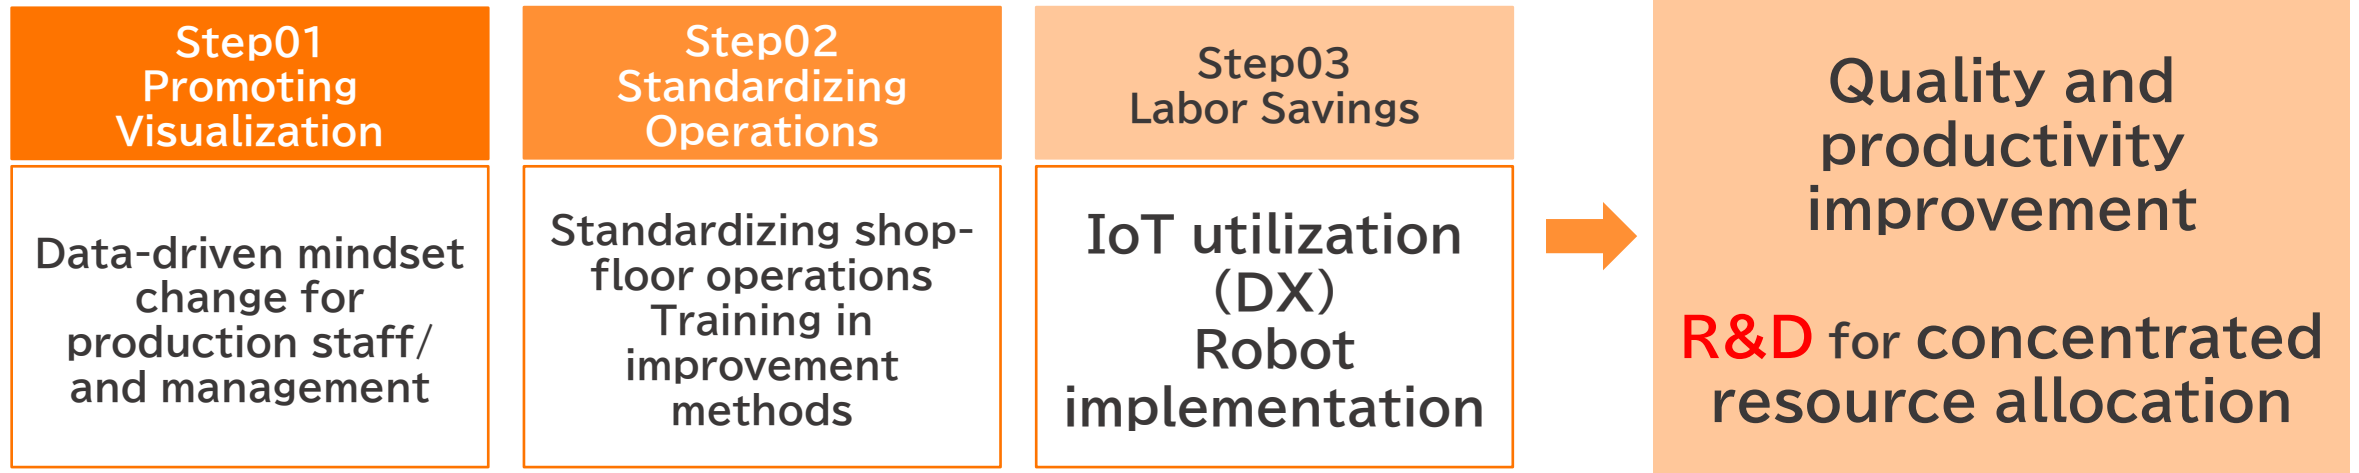 Step01
Promoting
Visualization
Data-driven mindset
change for
production staff/
and management
Step02
Standardizing
Operations
Standardizing shop-
floor operations
Training in
improvement
methods
Step03
Labor Savings
IoT utilization
（DX）
Robot
implementation
Quality and
productivity
improvement
R&D for concentrated
resource allocation